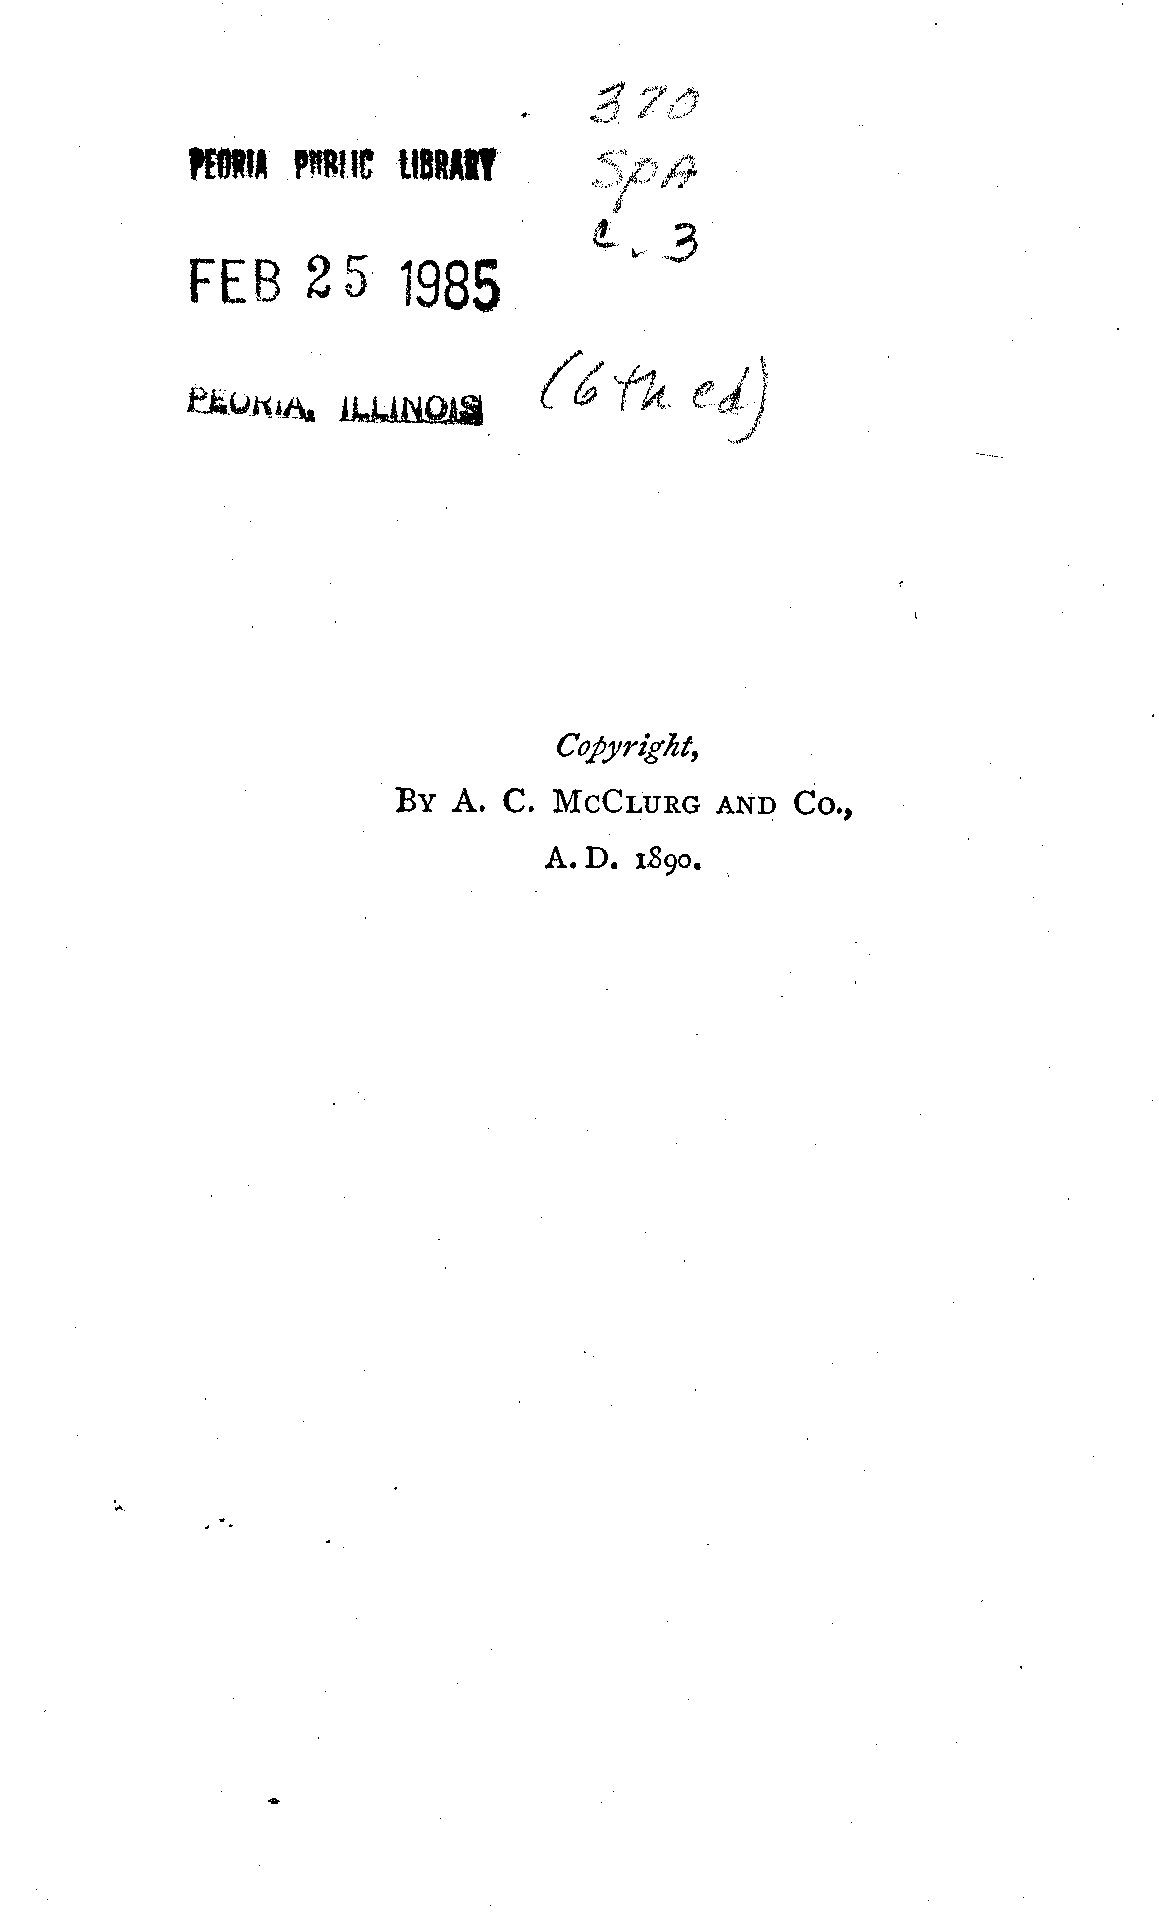 370
PEORIA PUBLIC LIBRARY
SpA
c. 3
FEB 25 1985
PEORIA, ILLINOIS
(6th ed)
Copyright,
BY A. C. MCCLURG AND CO.,
A. D. 1890.